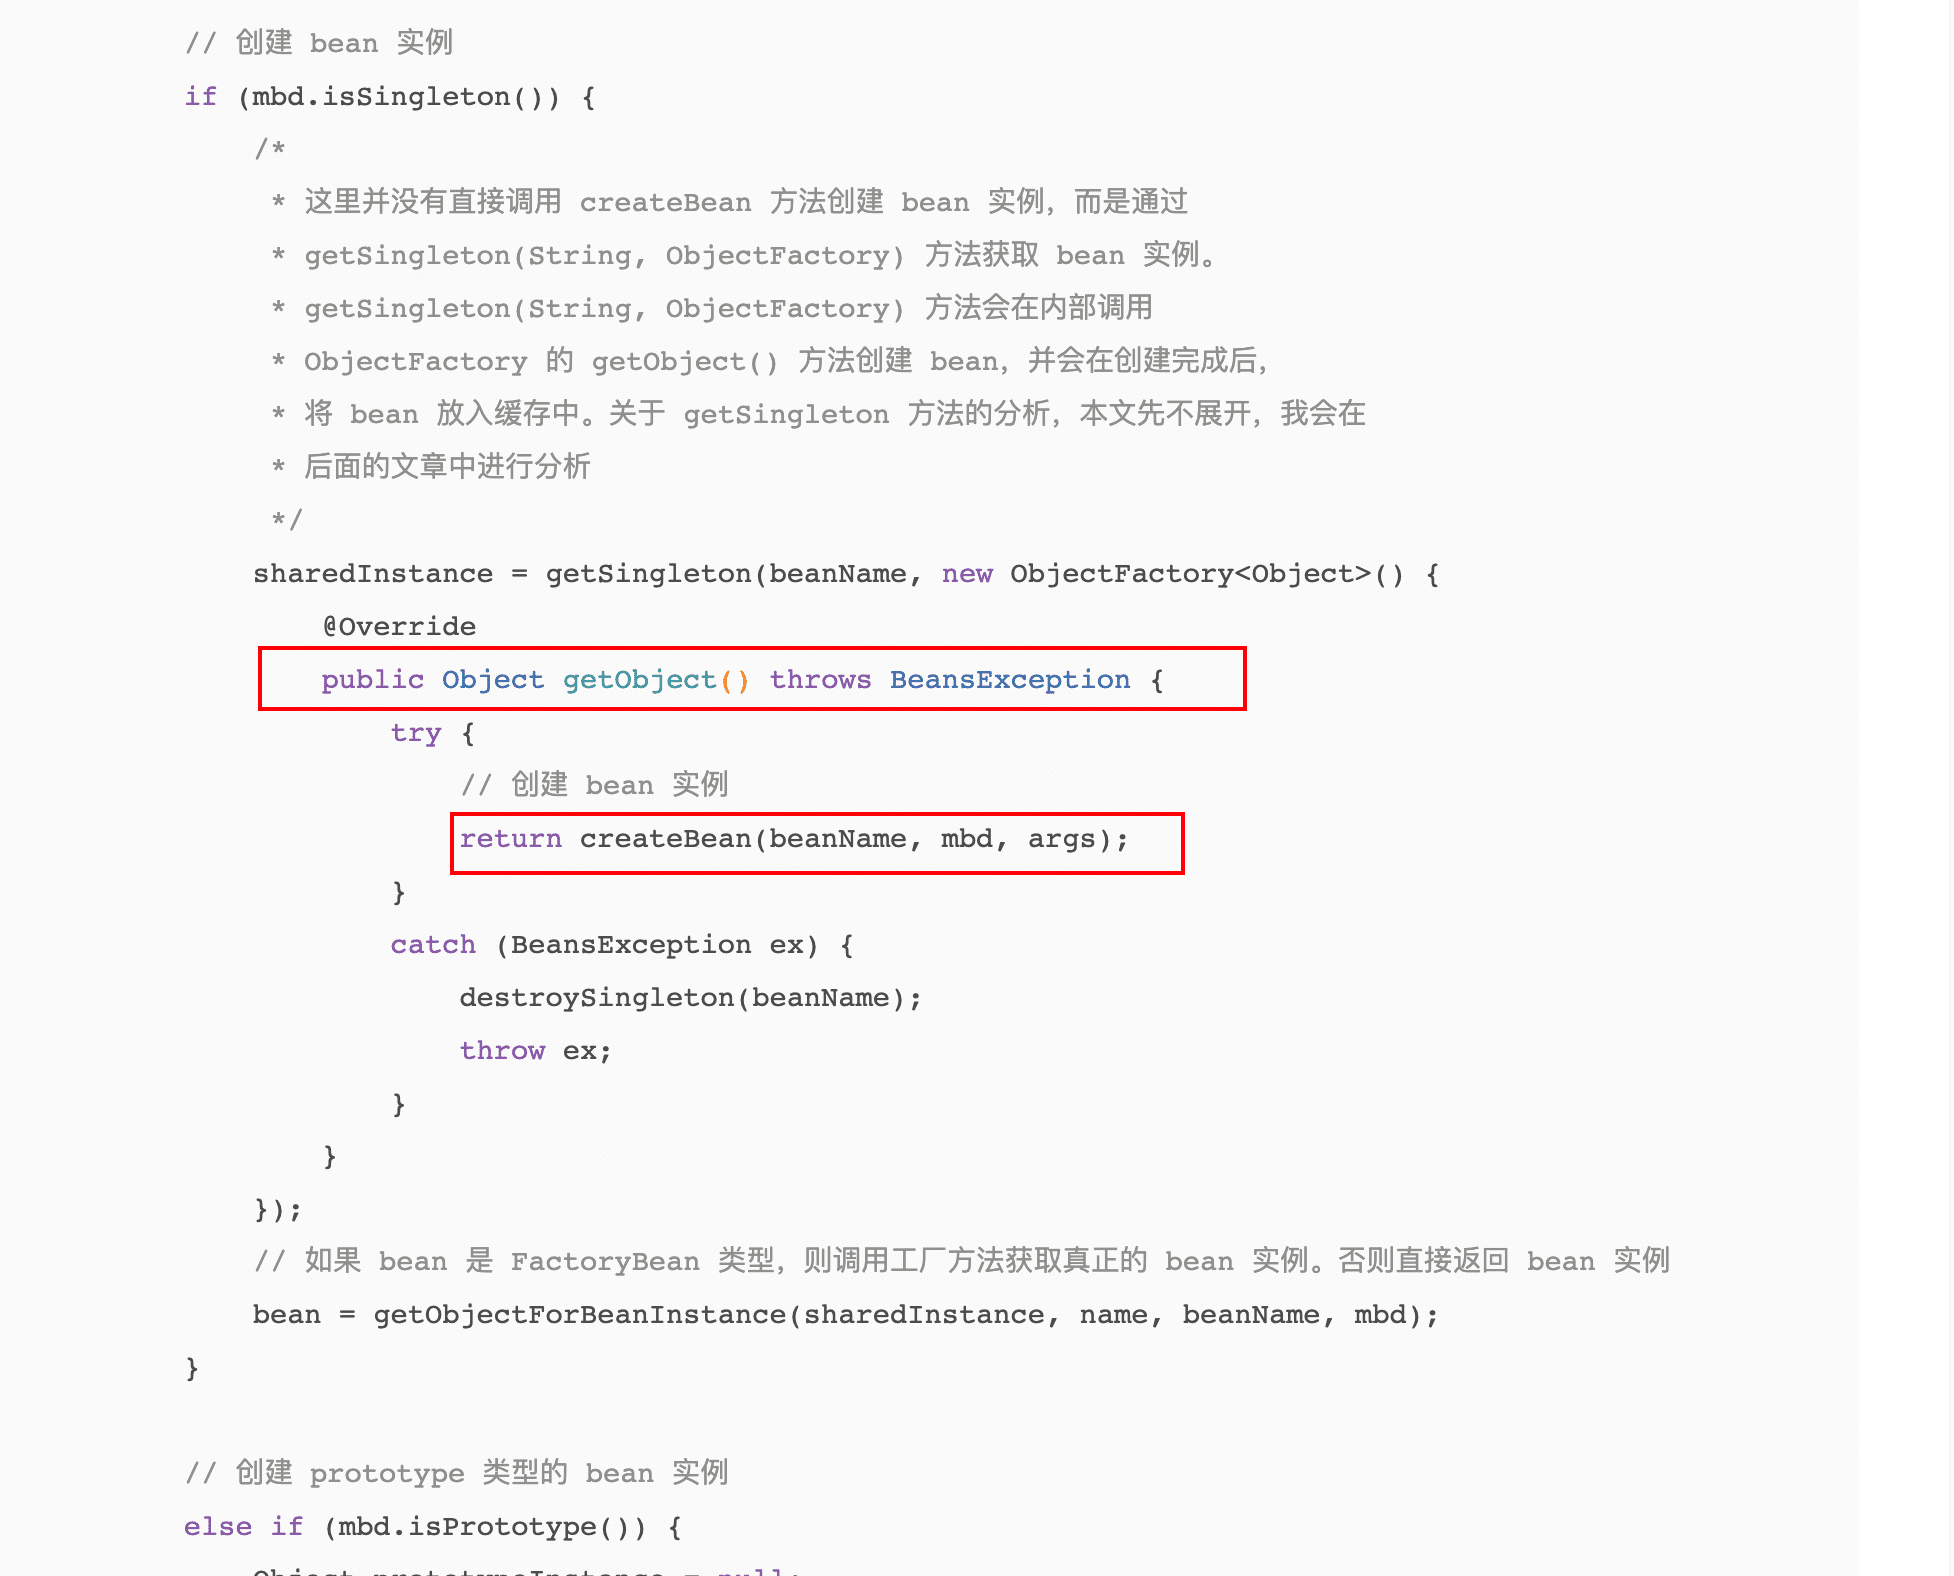 // 创建 bean 实例
if (mbd.isSingleton()) {
/*
* 这里并没有直接调用 createBean 方法创建 bean 实例，而是通过
* getSingleton(String, ObjectFactory) 方法获取 bean 实例。
* getSingleton(String, ObjectFactory) 方法会在内部调用
* ObjectFactory 的 getObject() 方法创建 bean，并会在创建完成后，
* 将 bean 放入缓存中。关于 getSingleton 方法的分析，本文先不展开，我会在
* 后面的文章中进行分析
*/
sharedInstance = getSingleton(beanName, new ObjectFactory<Object>() {
@Override
public Object getObject() throws BeansException {
try {
// 创建 bean 实例
return createBean(beanName, mbd, args);
}
catch (BeansException ex) {
destroySingleton(beanName);
throw ex;
}
}
});
// 如果 bean 是 FactoryBean 类型，则调用工厂方法获取真正的 bean 实例。否则直接返回 bean 实例
bean = getObjectForBeanInstance(sharedInstance, name, beanName, mbd);
}
// 创建 prototype 类型的 bean 实例
else if (mbd.isPrototype()) {
Object prototypeInstance = null;